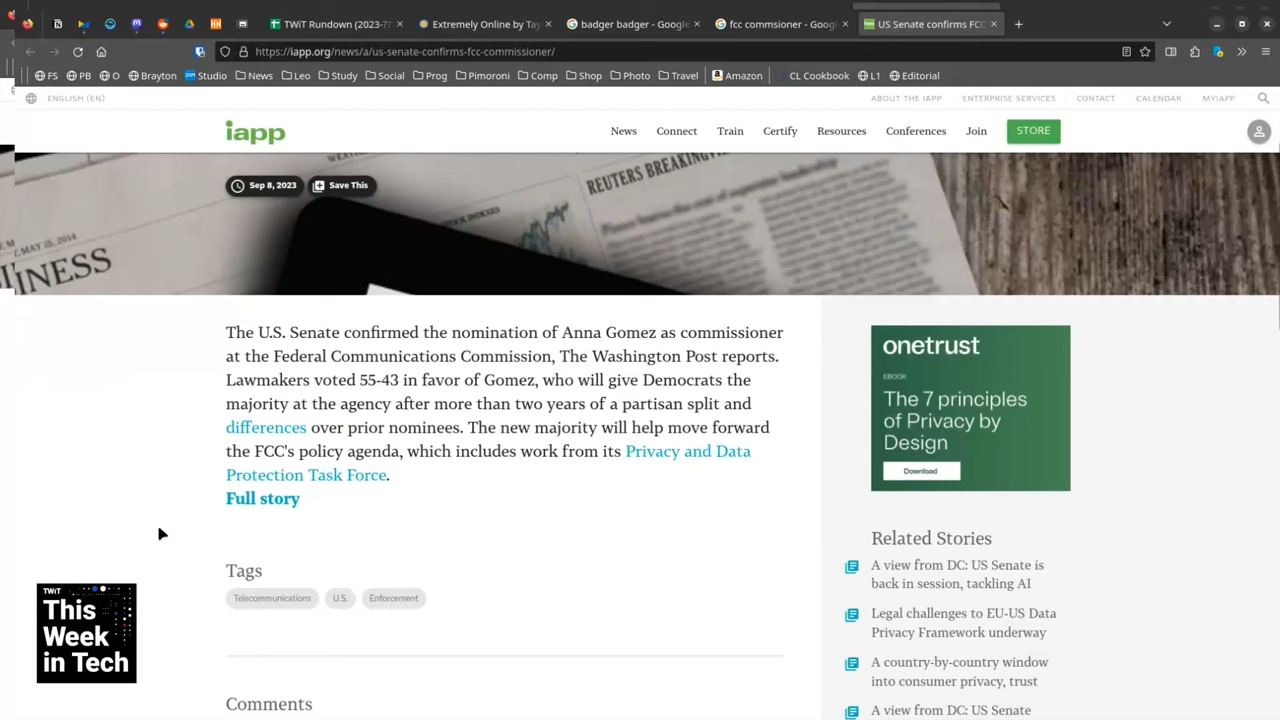 TWiT Rundown (2023-??
Extremely Online by Tay
badger badger - Google
fcc commsioner - Goog
US Senate confirms FCC
https://iapp.org/news/a/us-senate-confirms-fcc-commissioner/
FS PB O Brayton Studio News Leo Study Social Prog Pimoroni Comp Shop Photo Travel Amazon CL Cookbook L1 Editorial
ENGLISH (EN) ABOUT THE IAPP ENTERPRISE SERVICES CONTACT CALENDAR MYIAPP
iapp News Connect Train Certify Resources Conferences Join STORE
REUTERS BREAKINGVI
Sep 8, 2023 Save This
MAY 15, 2014
INESS
The U.S. Senate confirmed the nomination of Anna Gomez as commissioner
at the Federal Communications Commission, The Washington Post reports.
Lawmakers voted 55-43 in favor of Gomez, who will give Democrats the
majority at the agency after more than two years of a partisan split and
differences over prior nominees. The new majority will help move forward
the FCC's policy agenda, which includes work from its Privacy and Data
Protection Task Force.
Full story
Tags
Telecommunications U.S. Enforcement
Comments
onetrust
EBOOK
The 7 principles
of Privacy by
Design
Download
Related Stories
A view from DC: US Senate is
back in session, tackling AI
Legal challenges to EU-US Data
Privacy Framework underway
A country-by-country window
into consumer privacy, trust
A view from DC: US Senate
TWiT
This
Week
in Tech